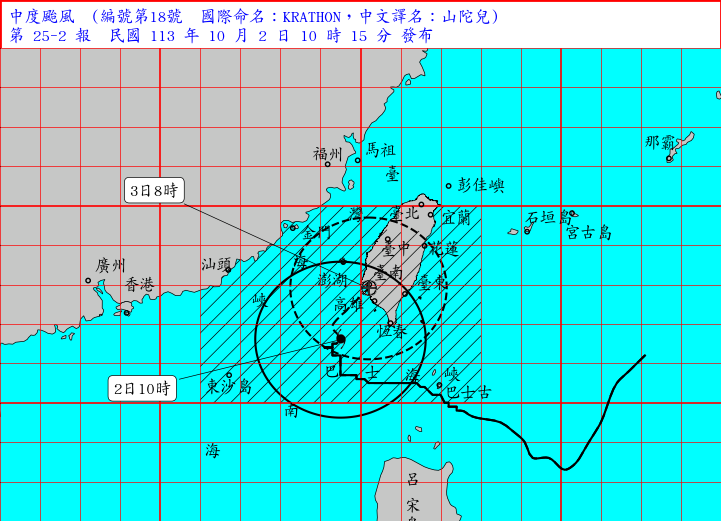 中度颱風 (編號第18號 國際命名：KRATHON，中文譯名：山陀兒)
第 25-2 報 民國 113 年 10 月 2 日 10 時 15 分 發布
那霸
福州
馬祖
臺
3日8時
彭佳嶼
灣
臺北
宜蘭
石垣島
宮古島
金門
臺中
花蓮
廣州
汕頭
海
香港
澎湖
臺南
臺東
峽
高雄
恆春
2日10時
東沙島
巴
士
海
峽
巴士古
南
海
呂
宋
島